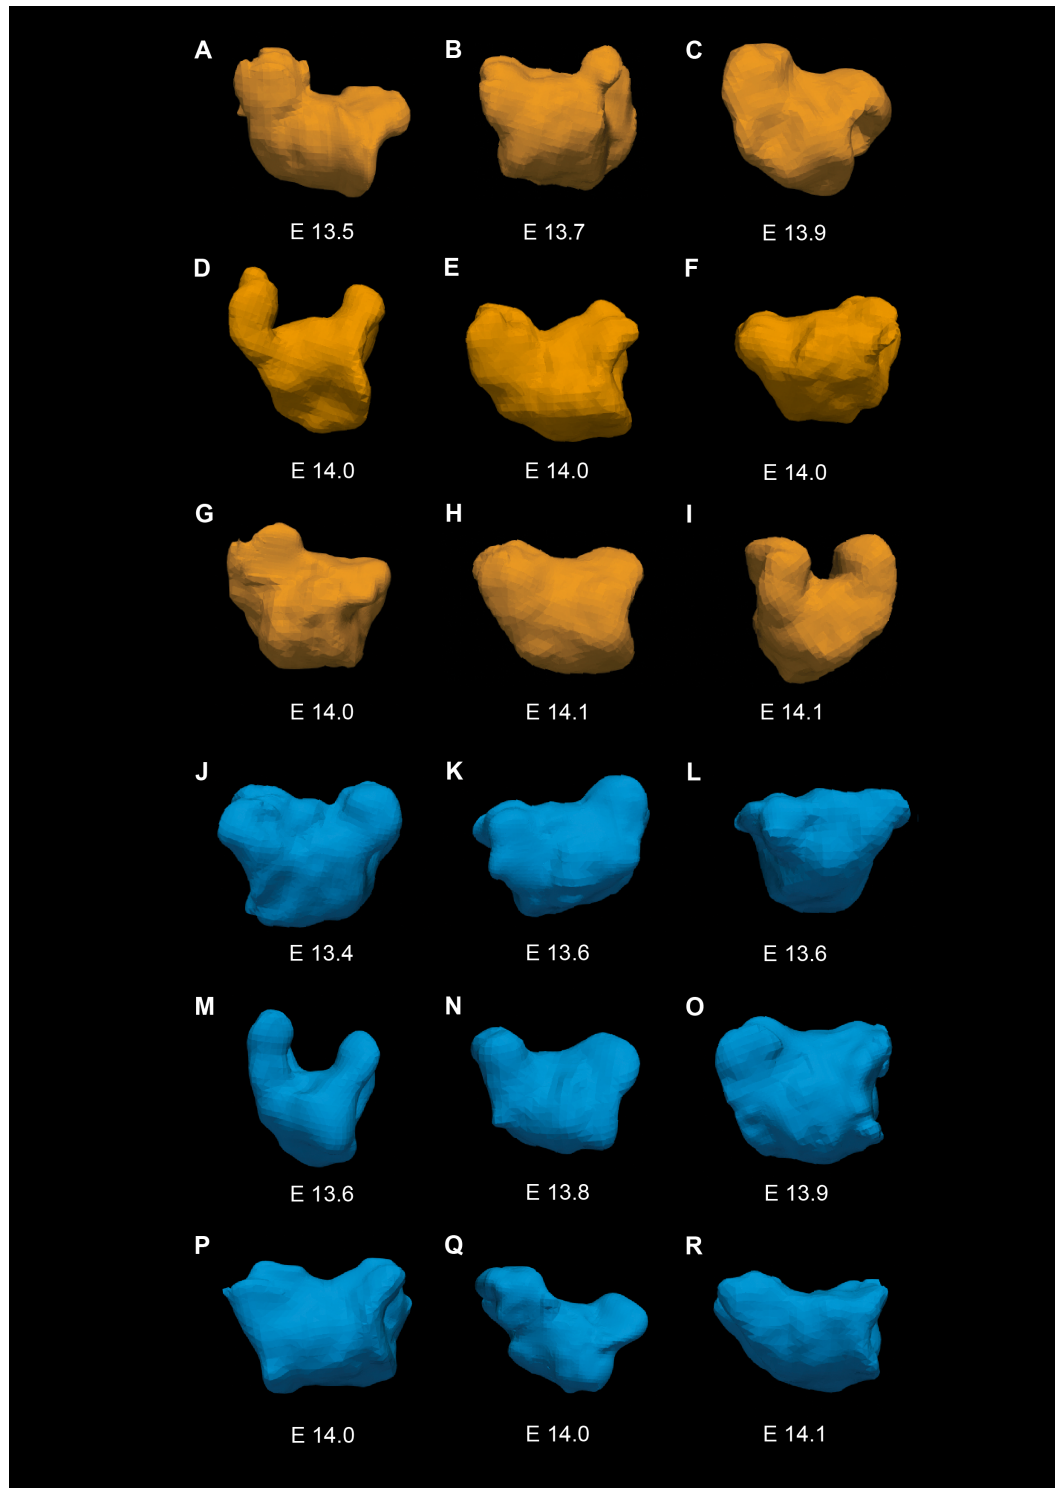 A B C
E 13.5 E 13.7 E 13.9
D E F
E 14.0 E 14.0 E 14.0
G H I
E 14.0 E 14.1 E 14.1
J K L
E 13.4 E 13.6 E 13.6
M N O
E 13.6 E 13.8 E 13.9
P Q R
E 14.0 E 14.0 E 14.1